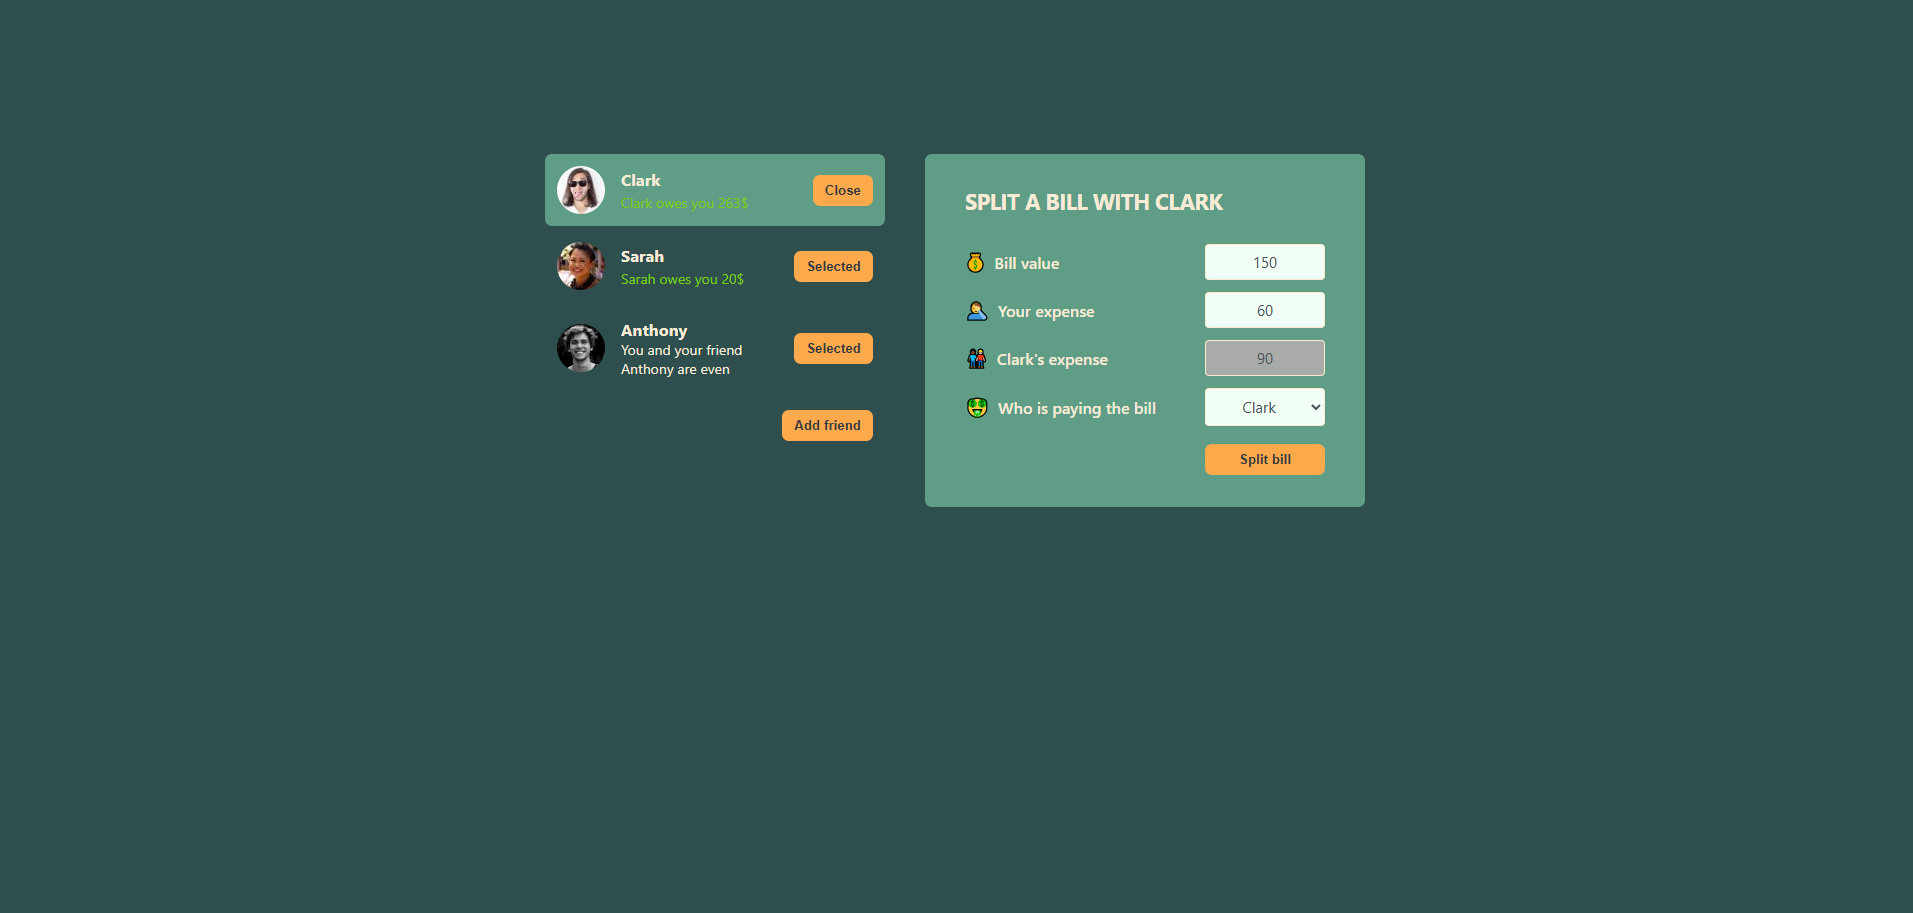 Clark
Clark owes you 263$
Close
Sarah
Sarah owes you 20$
Selected
Anthony
You and your friend
Anthony are even
Selected
Add friend
SPLIT A BILL WITH CLARK
Bill value
150
Your expense
60
Clark's expense
90
Who is paying the bill
Clark
Split bill